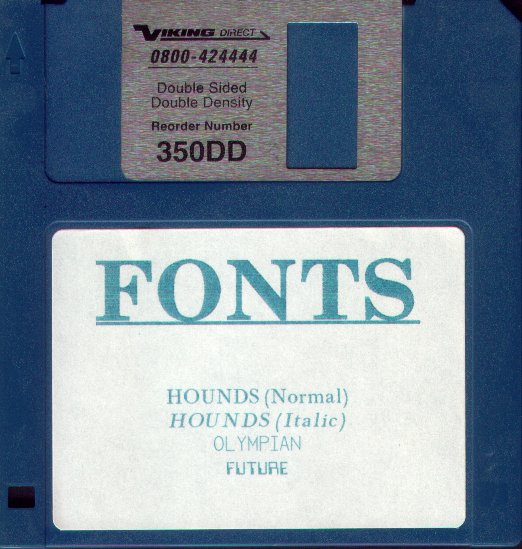 VIKING DIRECT
0800-424444
Double Sided
Double Density
Reorder Number
350DD
FONTS
HOUNDS (Normal)
HOUNDS (Italic)
OLYMPIAN
FUTURE